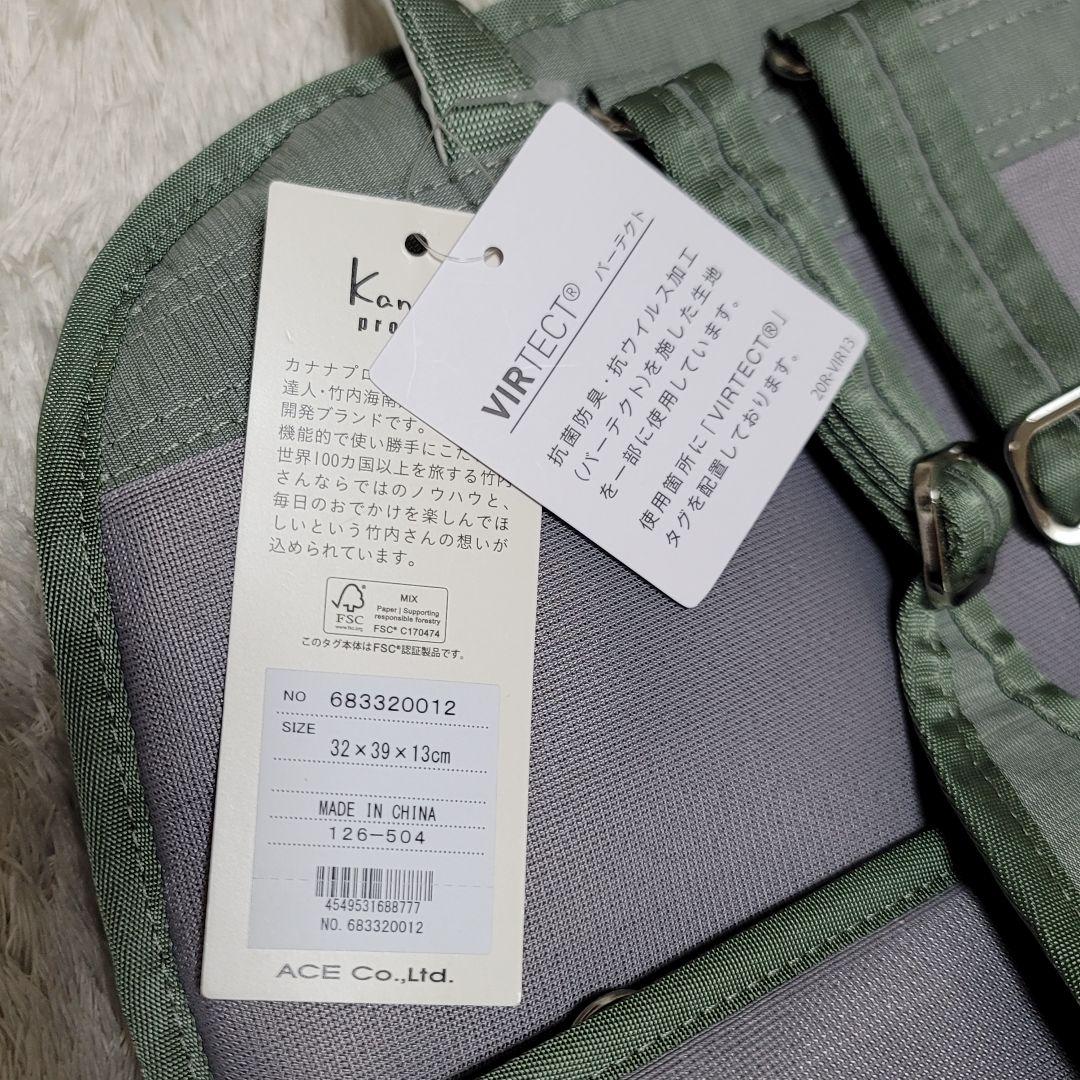 Kan
pro
カナナプロ
達人・竹内海南
開発ブランドです。
機能的で使い勝手にこだ
世界100カ国以上を旅する竹内
さんならではのノウハウと、
毎日のおでかけを楽しんでほ
しいという竹内さんの想いが
込められています。
FSC
www.fsc.org
MIX
Paper | Supporting
responsible forestry
FSC® C170474
このタグ本体はFSC®認証製品です。
NO 683320012
SIZE
32×39×13cm
MADE IN CHINA
126-504
4549531688777
NO. 683320012
ACE Co.,Ltd.
VIRTECT® バーテクト
抗菌防臭・抗ウイルス加工
(バーテクト)を施した生地
を一部に使用しています。
使用箇所に「VIRTECT®」
タグを配置しております。
20R-VIR13